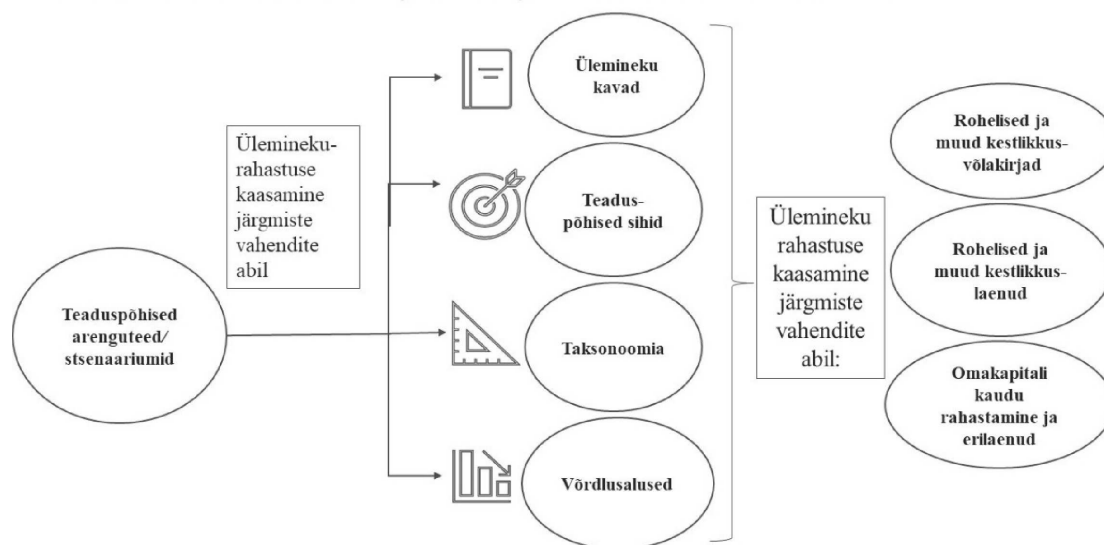 Teaduspõhised
arenguteed/
stsenaariumid
Ülemineku-
rahastuse
kaasamine
järgmiste
vahendite
abil
Ülemineku
kavad
Teadus-
põhised sihid
Taksonoomia
Võrdlusalused
Ülemineku
rahastuse
kaasamine
järgmiste
vahendite
abil:
Rohelised ja
muud kestlikkus-
võlakirjad
Rohelised ja
muud kestlikkus-
laenud
Omakapitali
kaudu
rahastamine ja
erilaenud